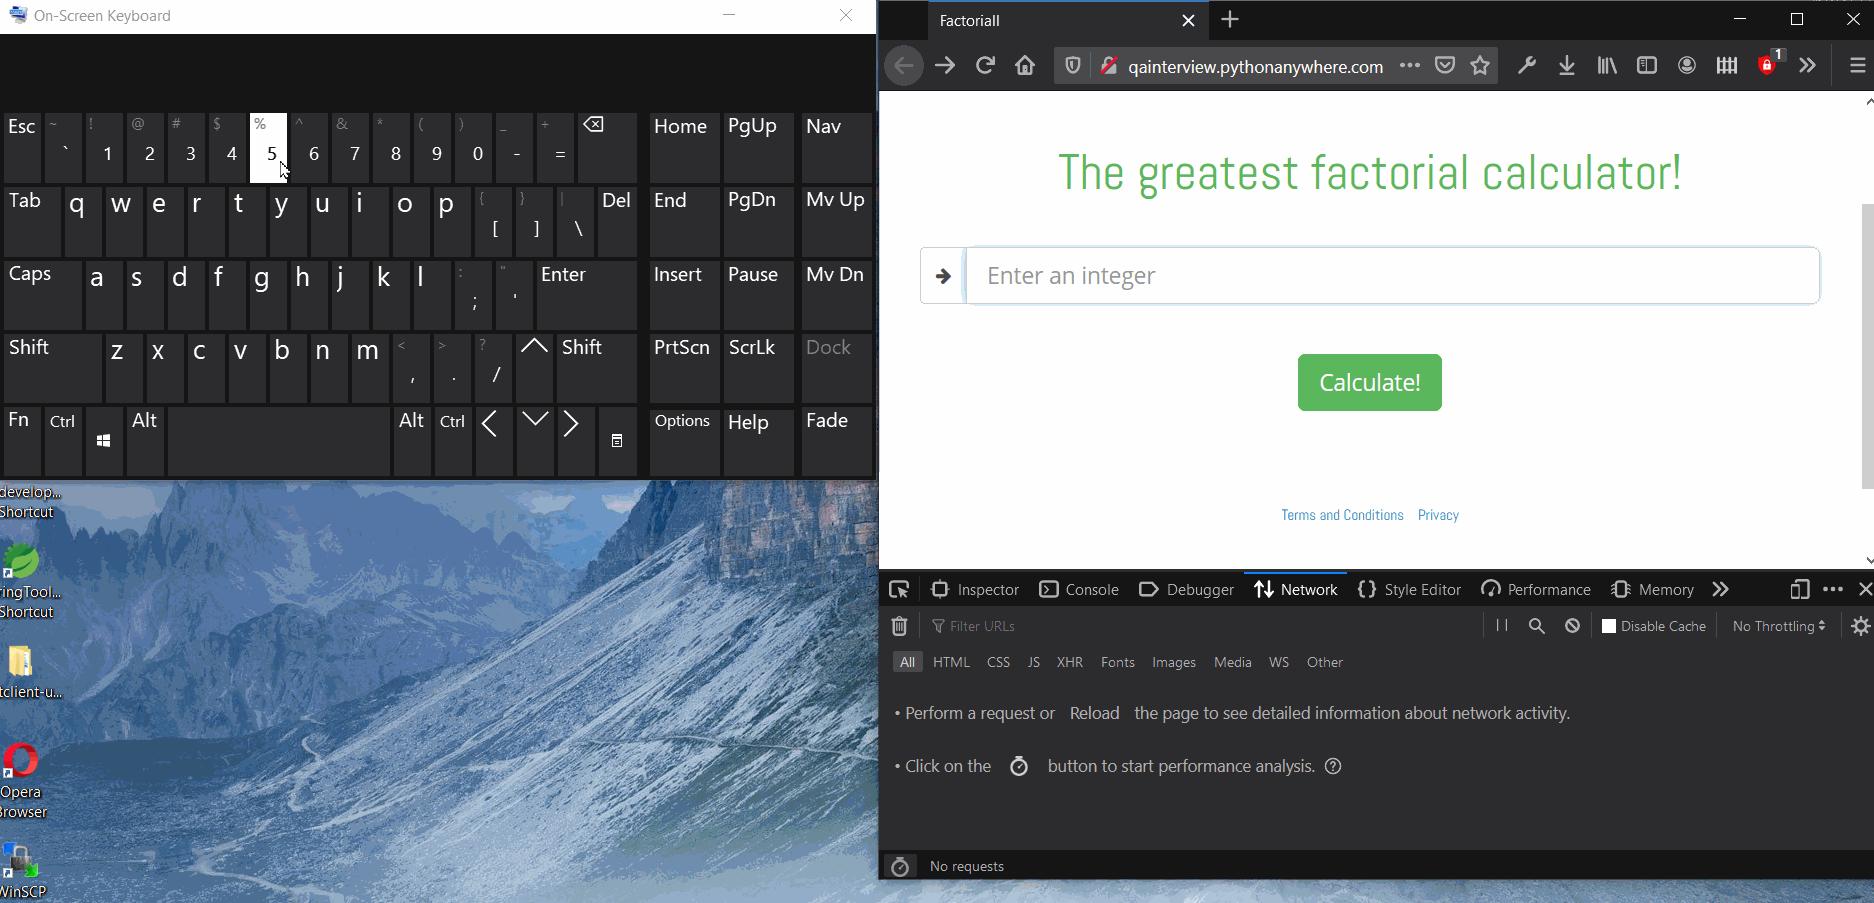 On-Screen Keyboard
Esc ~ ` ! 1 @ 2 # 3 $ 4 % 5 ^ 6 & 7 * 8 ( 9 ) 0 _ - + = Home PgUp Nav
Tab q w e r t y u i o p { [ } ] | \ Del End PgDn Mv Up
Caps a s d f g h j k l : ; " ' Enter Insert Pause Mv Dn
Shift z x c v b n m < , > . ? / Shift PrtScn ScrLk Dock
Fn Ctrl Alt Alt Ctrl Options Help Fade
develop...
Shortcut
ringTool...
Shortcut
tclient-u...
Opera
Browser
WinSCP
Factoriall
qainterview.pythonanywhere.com
1
The greatest factorial calculator!
Enter an integer
Calculate!
Terms and Conditions Privacy
Inspector Console Debugger Network Style Editor Performance Memory
Filter URLs Disable Cache No Throttling
All HTML CSS JS XHR Fonts Images Media WS Other
• Perform a request or Reload the page to see detailed information about network activity.
• Click on the button to start performance analysis. ?
No requests